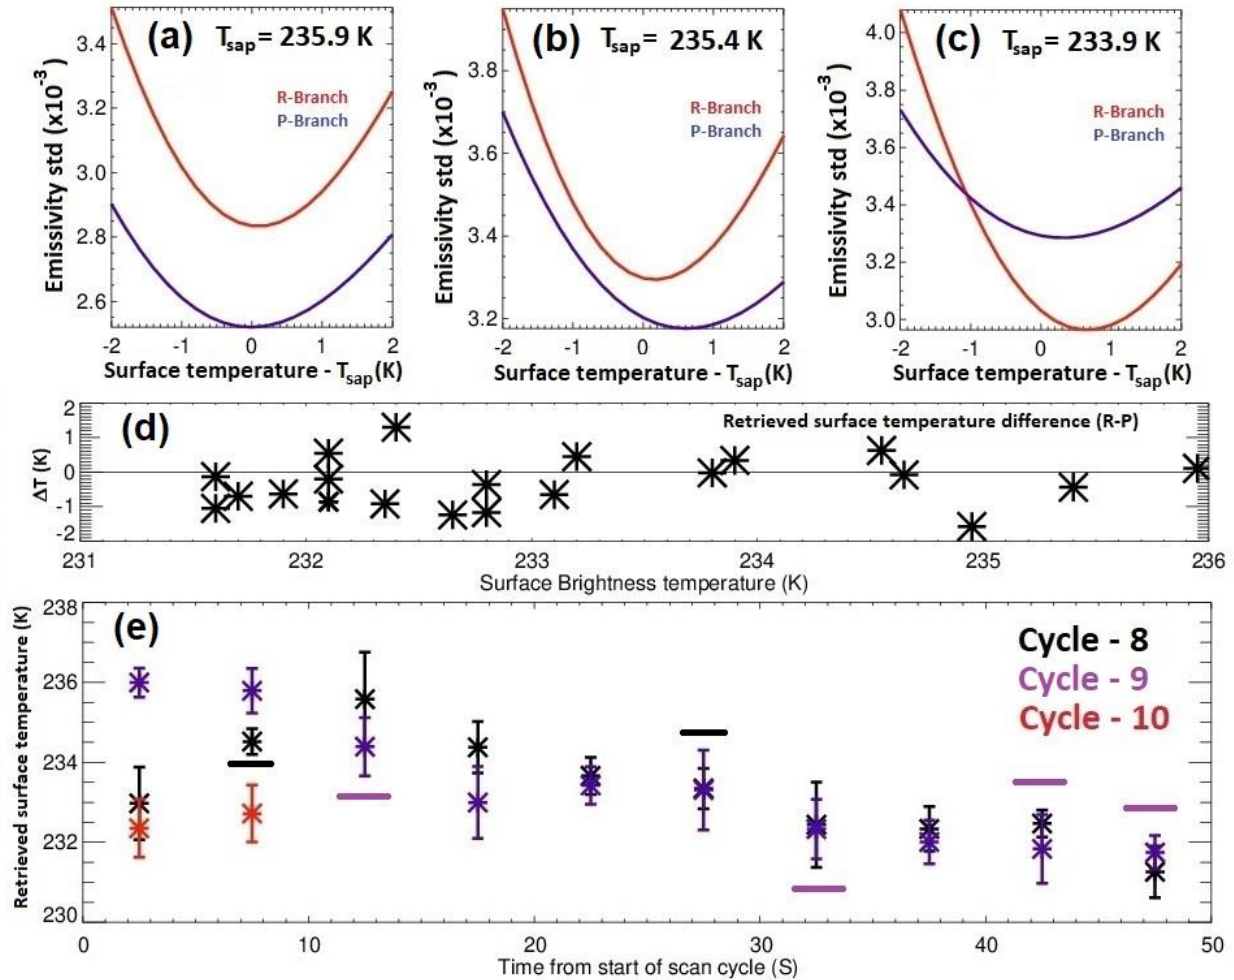 (a) Tsap = 235.9 K
R-Branch
P-Branch
Emissivity std (x10⁻³)
3.4
3.2
3.0
2.8
2.6
-2 -1 0 1 2
Surface temperature - Tsap(K)
(b) Tsap = 235.4 K
R-Branch
P-Branch
Emissivity std (x10⁻³)
3.8
3.6
3.4
3.2
-2 -1 0 1 2
Surface temperature - Tsap(K)
(c) Tsap = 233.9 K
R-Branch
P-Branch
Emissivity std (x10⁻³)
4.0
3.8
3.6
3.4
3.2
3.0
-2 -1 0 1 2
Surface temperature - Tsap(K)
(d) Retrieved surface temperature difference (R-P)
ΔT (K)
2
1
0
-1
-2
231 232 233 234 235 236
Surface Brightness temperature (K)
(e)
Cycle - 8
Cycle - 9
Cycle - 10
Retrieved surface temperature (K)
238
236
234
232
230
0 10 20 30 40 50
Time from start of scan cycle (S)